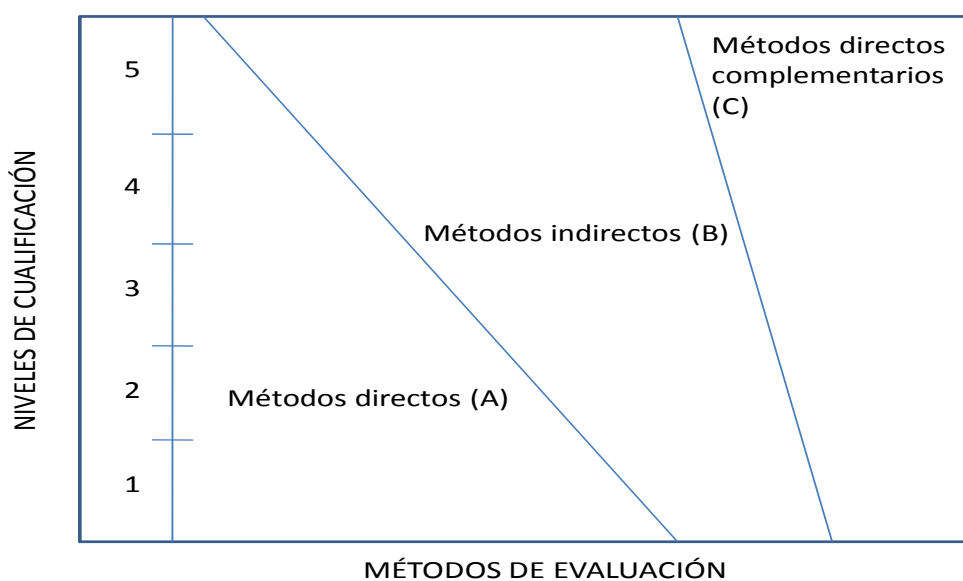 Métodos directos
complementarios
(C)
5
4
Métodos indirectos (B)
3
2
Métodos directos (A)
1
NIVELES DE CUALIFICACIÓN
MÉTODOS DE EVALUACIÓN